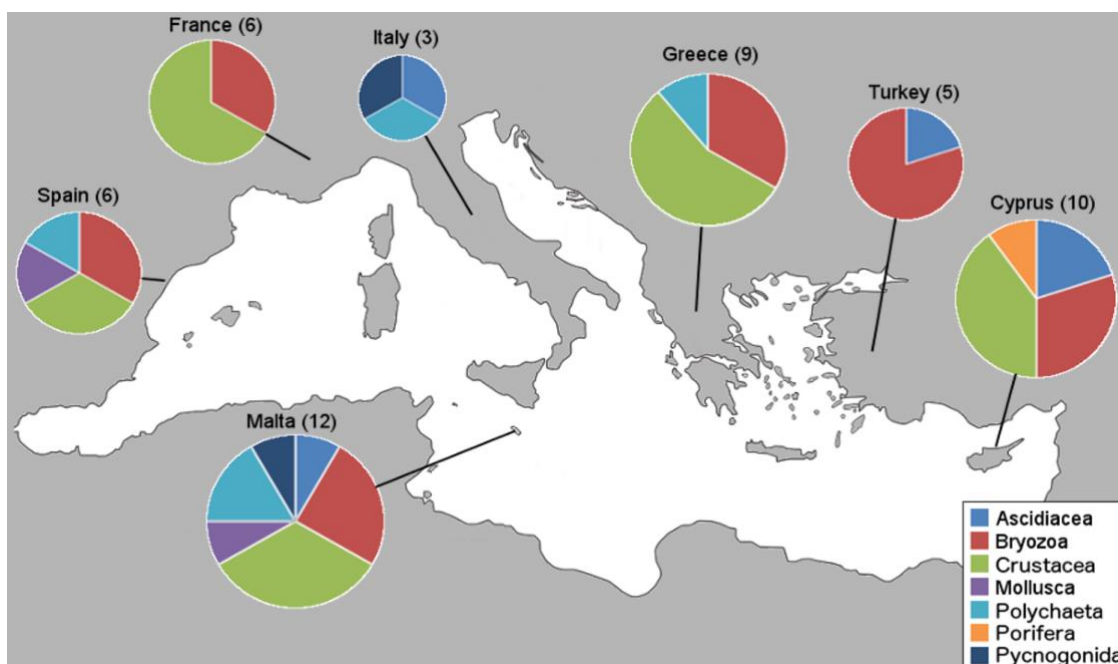 France (6)
Italy (3)
Greece (9)
Turkey (5)
Spain (6)
Cyprus (10)
Malta (12)
Ascidiacea
Bryozoa
Crustacea
Mollusca
Polychaeta
Porifera
Pycnogonida